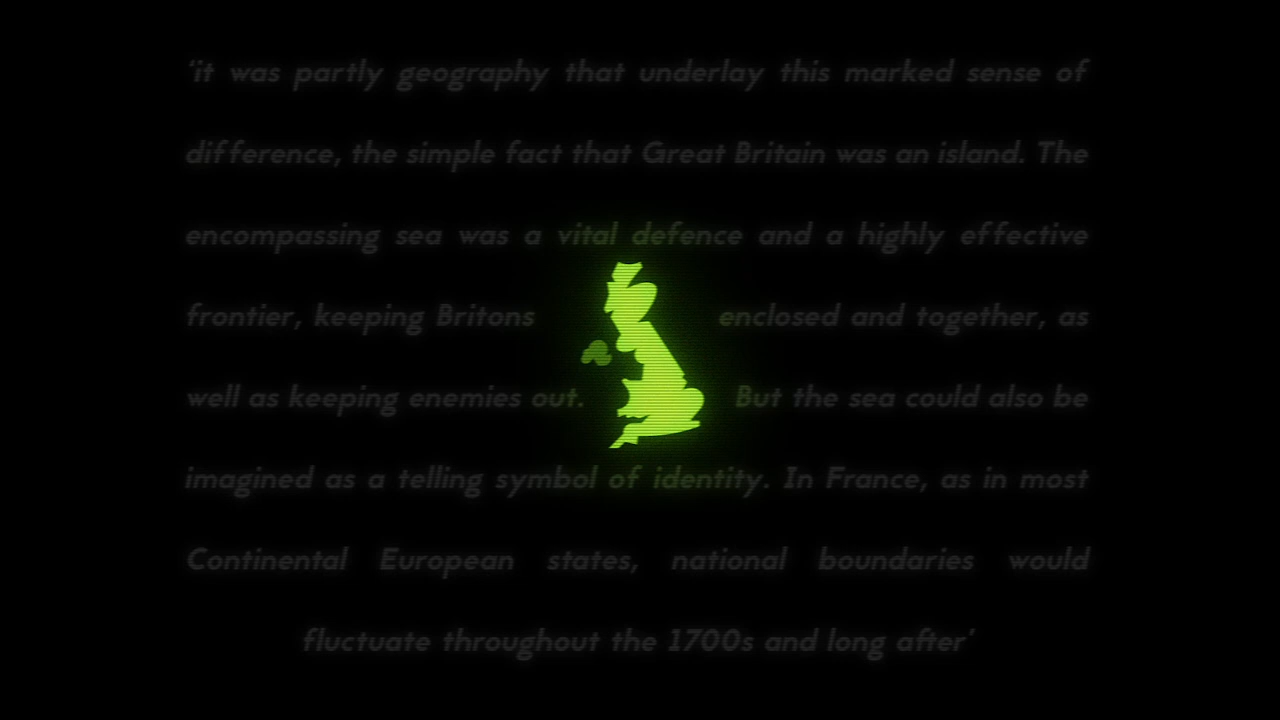 ‘it was partly geography that underlay this marked sense of
difference, the simple fact that Great Britain was an island. The
encompassing sea was a vital defence and a highly effective
frontier, keeping Britons enclosed and together, as
well as keeping enemies out. But the sea could also be
imagined as a telling symbol of identity. In France, as in most
Continental European states, national boundaries would
fluctuate throughout the 1700s and long after’